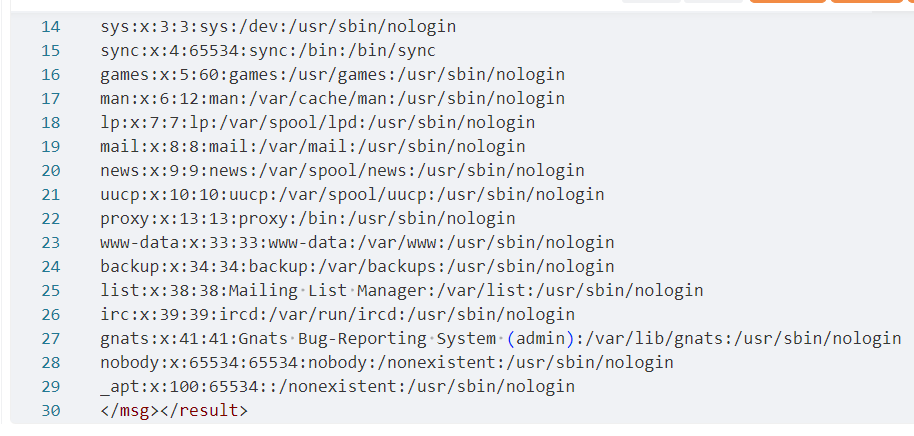 14 sys:x:3:3:sys:/dev:/usr/sbin/nologin
15 sync:x:4:65534:sync:/bin:/bin/sync
16 games:x:5:60:games:/usr/games:/usr/sbin/nologin
17 man:x:6:12:man:/var/cache/man:/usr/sbin/nologin
18 lp:x:7:7:lp:/var/spool/lpd:/usr/sbin/nologin
19 mail:x:8:8:mail:/var/mail:/usr/sbin/nologin
20 news:x:9:9:news:/var/spool/news:/usr/sbin/nologin
21 uucp:x:10:10:uucp:/var/spool/uucp:/usr/sbin/nologin
22 proxy:x:13:13:proxy:/bin:/usr/sbin/nologin
23 www-data:x:33:33:www-data:/var/www:/usr/sbin/nologin
24 backup:x:34:34:backup:/var/backups:/usr/sbin/nologin
25 list:x:38:38:Mailing·List·Manager:/var/list:/usr/sbin/nologin
26 irc:x:39:39:ircd:/var/run/ircd:/usr/sbin/nologin
27 gnats:x:41:41:Gnats·Bug-Reporting·System·(admin):/var/lib/gnats:/usr/sbin/nologin
28 nobody:x:65534:65534:nobody:/nonexistent:/usr/sbin/nologin
29 _apt:x:100:65534::/nonexistent:/usr/sbin/nologin
30 </msg></result>